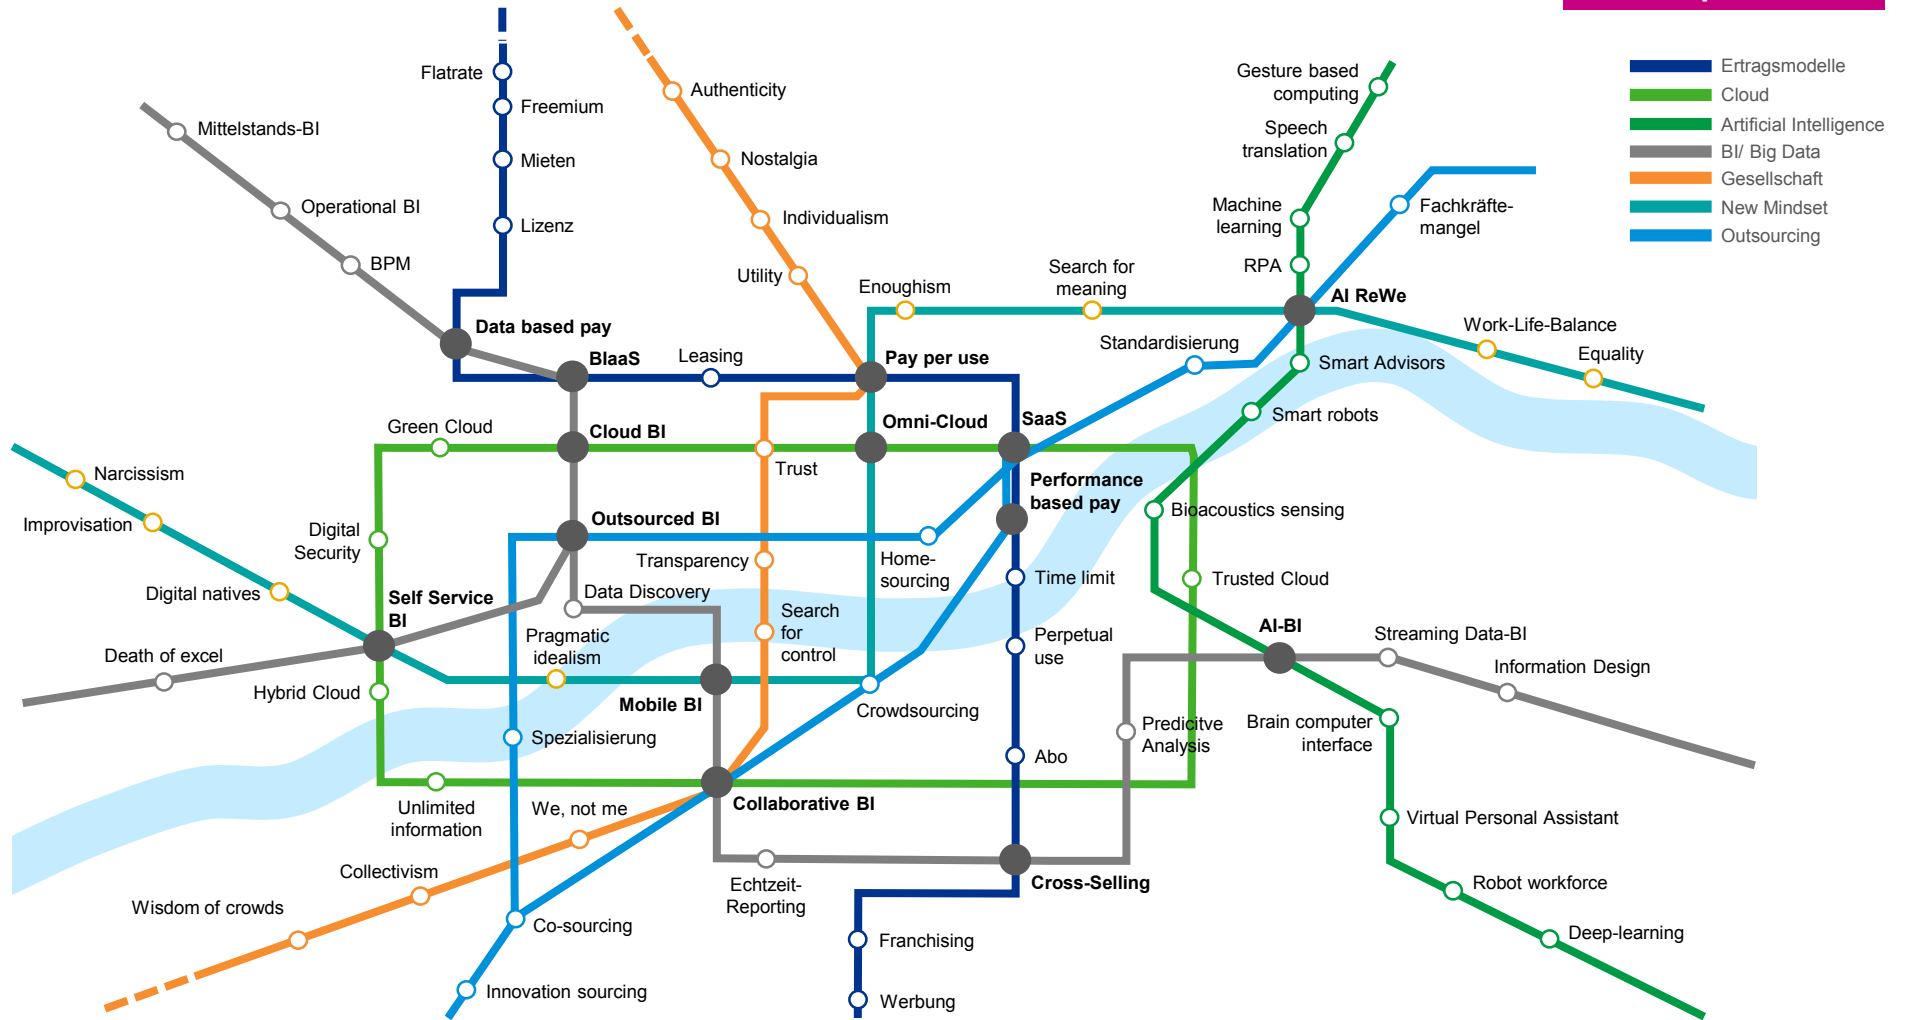 Flatrate
Freemium
Mieten
Lizenz
Authenticity
Nostalgia
Individualism
Utility
Mittelstands-BI
Operational BI
BPM
Data based pay
BIaaS
Leasing
Pay per use
Enoughism
Search for
meaning
Gesture based
computing
Speech
translation
Machine
learning
RPA
AI ReWe
Fachkräfte-
mangel
Ertragsmodelle
Cloud
Artificial Intelligence
BI/ Big Data
Gesellschaft
New Mindset
Outsourcing
Standardisierung
Smart Advisors
Smart robots
Work-Life-Balance
Equality
Green Cloud
Cloud BI
Trust
Omni-Cloud
SaaS
Performance
based pay
Narcissism
Improvisation
Digital natives
Digital
Security
Outsourced BI
Transparency
Home-
sourcing
Bioacoustics sensing
Time limit
Trusted Cloud
Self Service
BI
Data Discovery
Pragmatic
idealism
Search
for
control
Perpetual
use
AI-BI
Streaming Data-BI
Information Design
Death of excel
Hybrid Cloud
Mobile BI
Crowdsourcing
Spezialisierung
Abo
Predicitve
Analysis
Brain computer
interface
Unlimited
information
We, not me
Collaborative BI
Virtual Personal Assistant
Collectivism
Wisdom of crowds
Echtzeit-
Reporting
Cross-Selling
Robot workforce
Deep-learning
Co-sourcing
Innovation sourcing
Franchising
Werbung